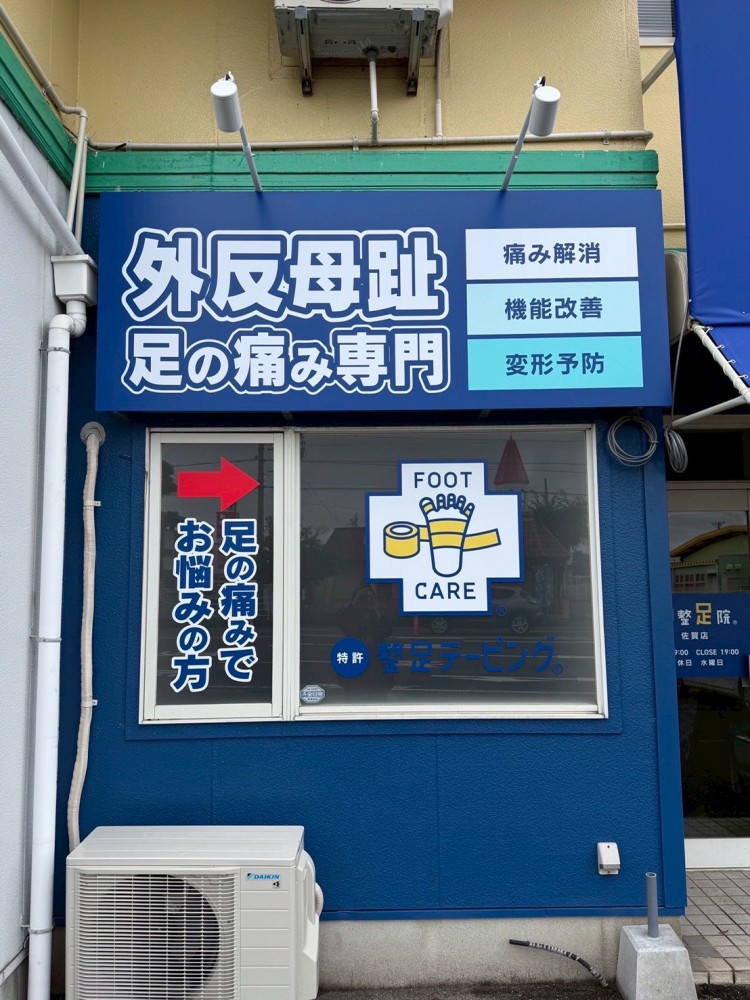 外反母趾
足の痛み専門
痛み解消
機能改善
変形予防
足の痛みで
お悩みの方
FOOT
CARE
特許 整足テーピング®
整足院®
佐賀店
9:00 CLOSE 19:00
休日 水曜日
DAIKIN